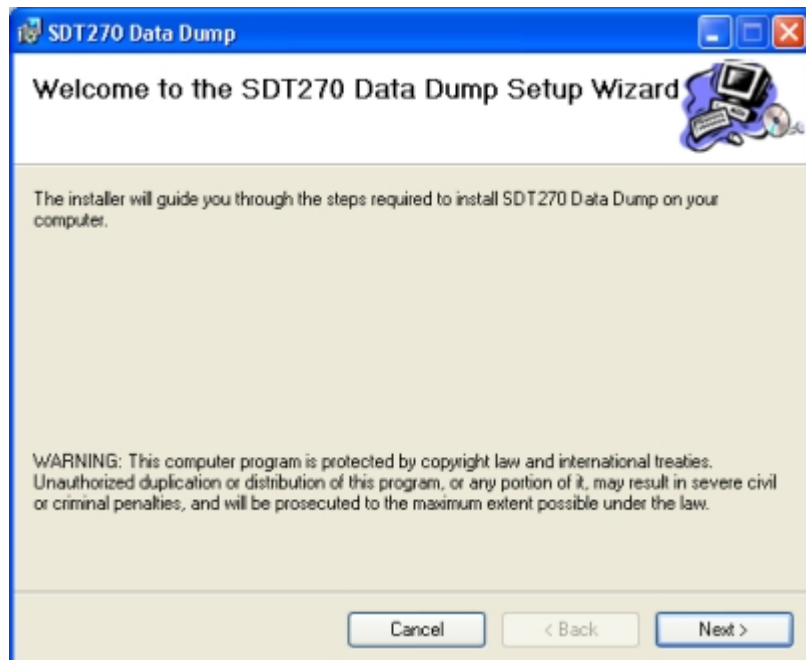 SDT270 Data Dump
Welcome to the SDT270 Data Dump Setup Wizard
The installer will guide you through the steps required to install SDT270 Data Dump on your
computer.
WARNING: This computer program is protected by copyright law and international treaties.
Unauthorized duplication or distribution of this program, or any portion of it, may result in severe civil
or criminal penalties, and will be prosecuted to the maximum extent possible under the law.
Cancel
< Back
Next >